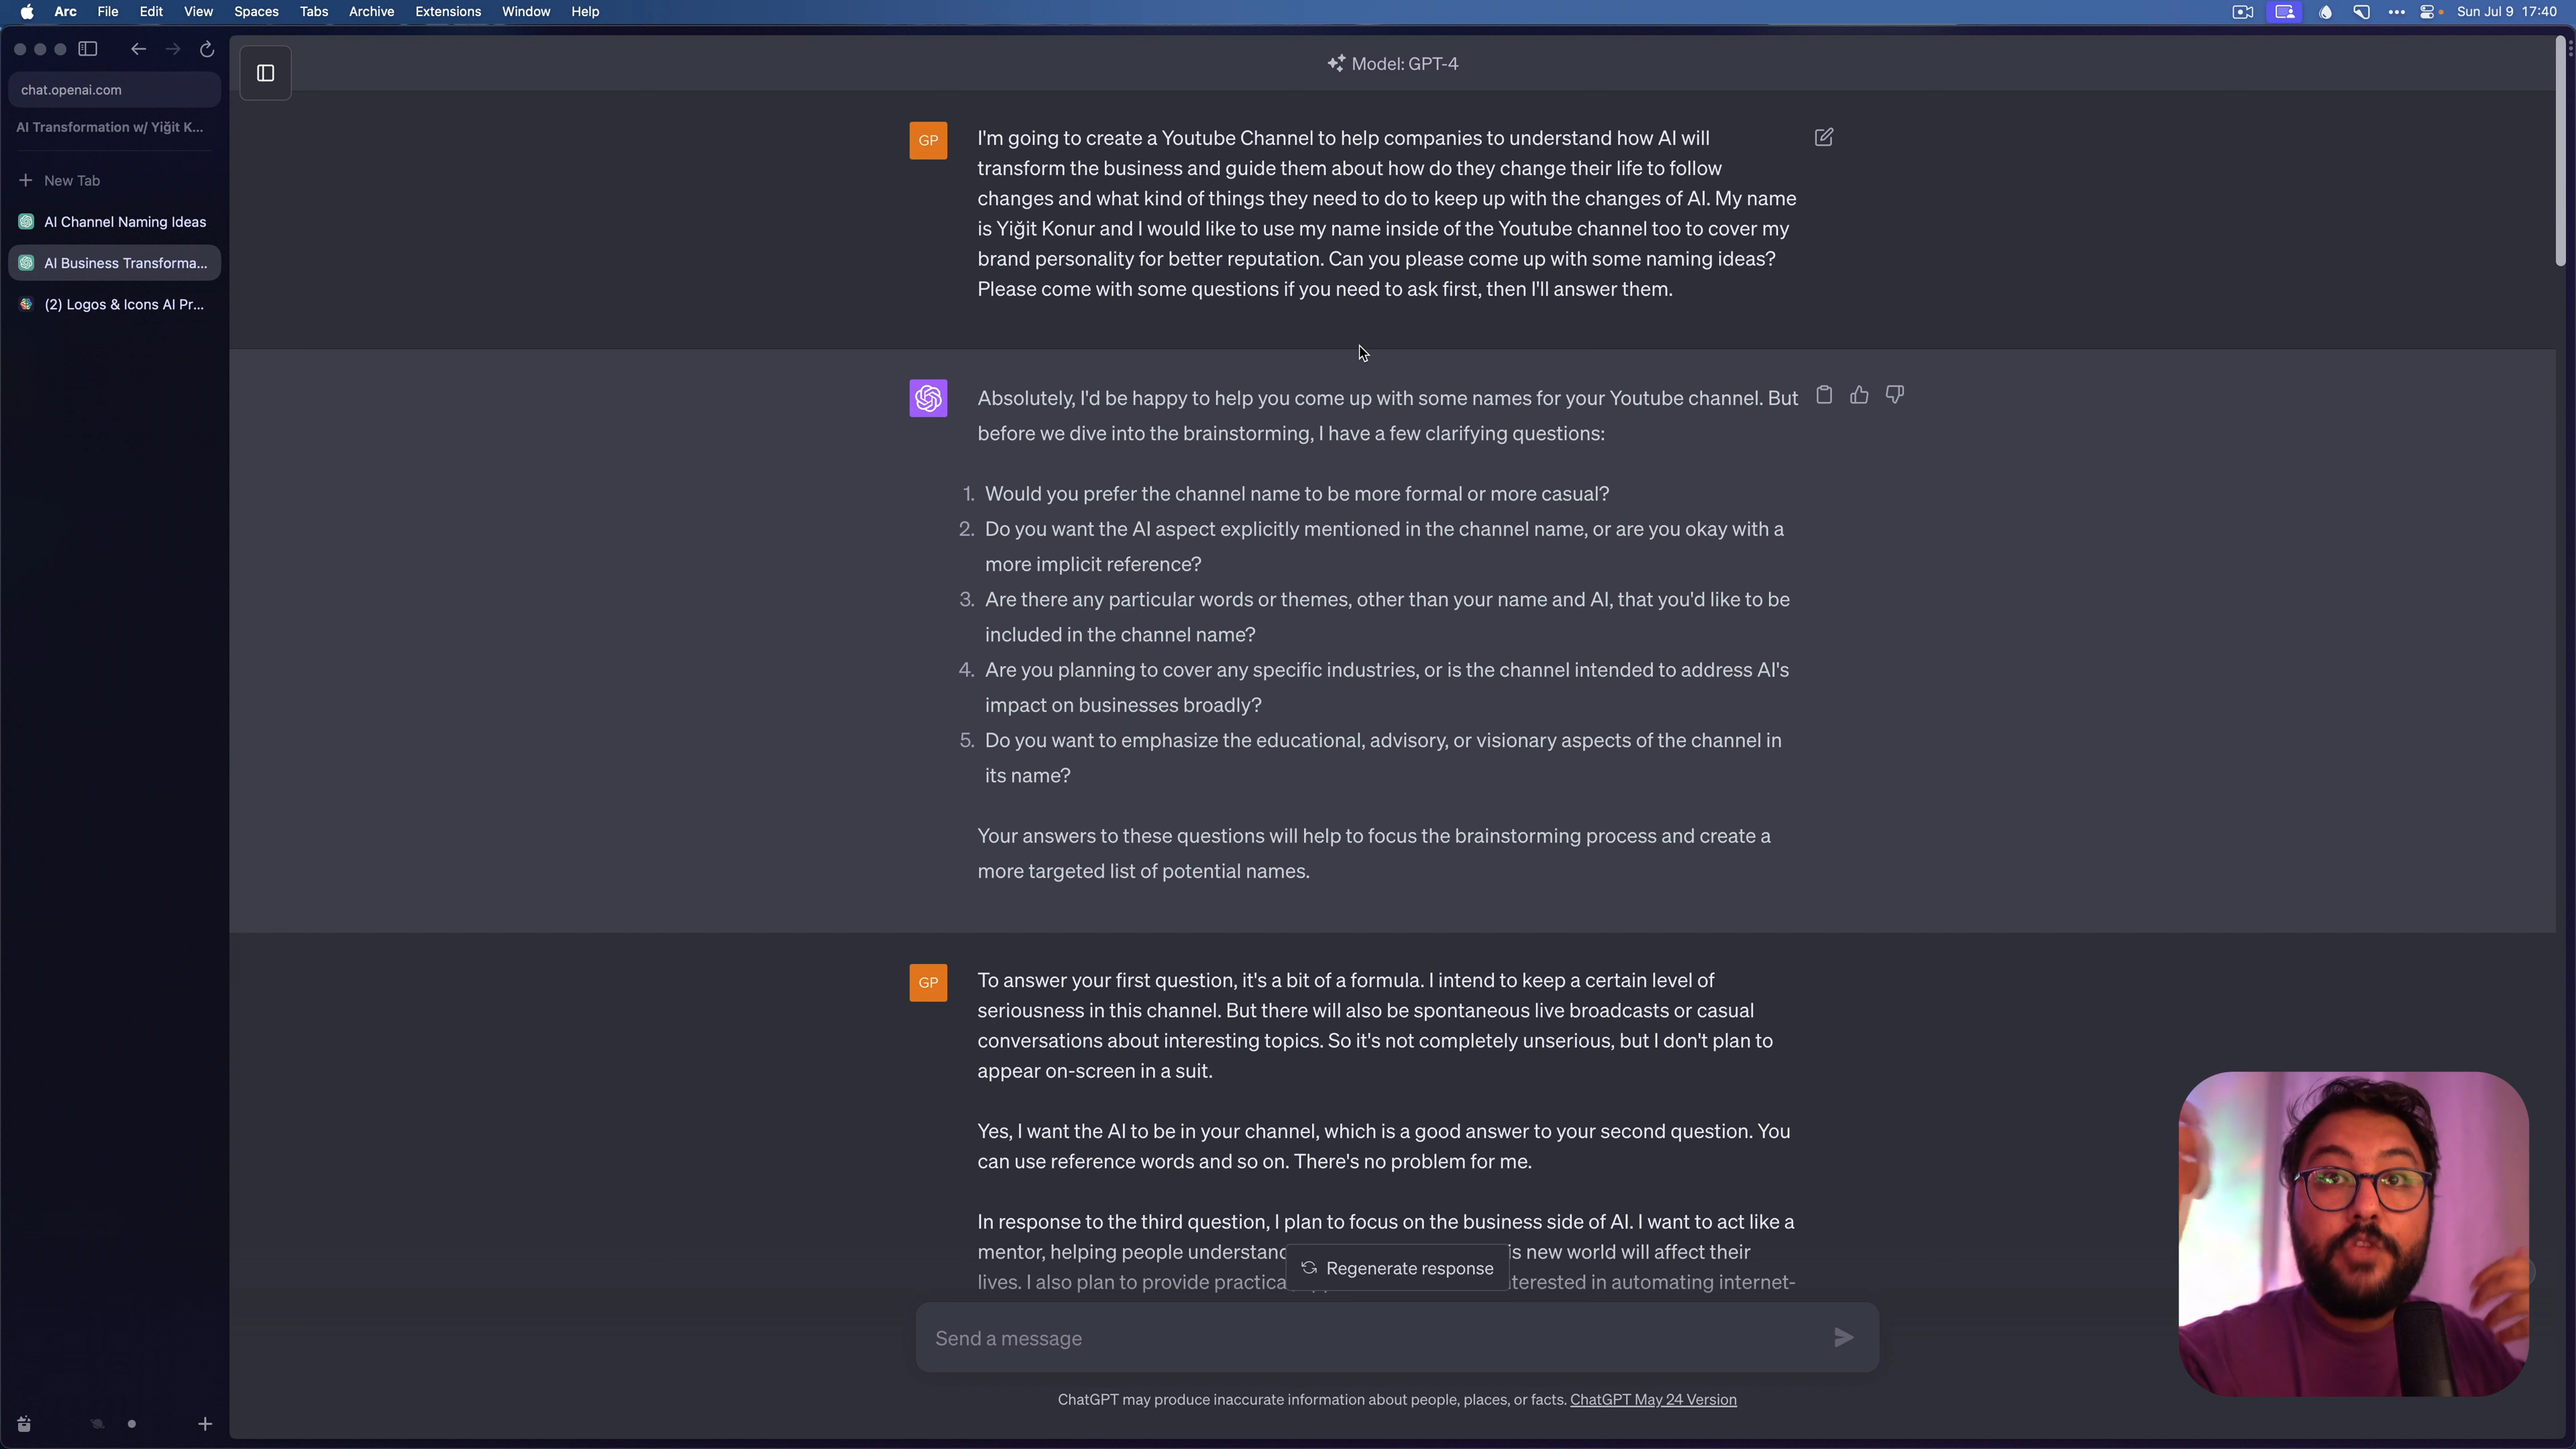 Arc File Edit View Spaces Tabs Archive Extensions Window Help
Sun Jul 9 17:40
chat.openai.com
AI Transformation w/ Yiğit K...
New Tab
AI Channel Naming Ideas
AI Business Transforma...
(2) Logos & Icons AI Pr...
Model: GPT-4
GP
I'm going to create a Youtube Channel to help companies to understand how AI will
transform the business and guide them about how do they change their life to follow
changes and what kind of things they need to do to keep up with the changes of AI. My name
is Yiğit Konur and I would like to use my name inside of the Youtube channel too to cover my
brand personality for better reputation. Can you please come up with some naming ideas?
Please come with some questions if you need to ask first, then I'll answer them.
Absolutely, I'd be happy to help you come up with some names for your Youtube channel. But
before we dive into the brainstorming, I have a few clarifying questions:
1. Would you prefer the channel name to be more formal or more casual?
2. Do you want the AI aspect explicitly mentioned in the channel name, or are you okay with a
more implicit reference?
3. Are there any particular words or themes, other than your name and AI, that you'd like to be
included in the channel name?
4. Are you planning to cover any specific industries, or is the channel intended to address AI's
impact on businesses broadly?
5. Do you want to emphasize the educational, advisory, or visionary aspects of the channel in
its name?
Your answers to these questions will help to focus the brainstorming process and create a
more targeted list of potential names.
GP
To answer your first question, it's a bit of a formula. I intend to keep a certain level of
seriousness in this channel. But there will also be spontaneous live broadcasts or casual
conversations about interesting topics. So it's not completely unserious, but I don't plan to
appear on-screen in a suit.
Yes, I want the AI to be in your channel, which is a good answer to your second question. You
can use reference words and so on. There's no problem for me.
In response to the third question, I plan to focus on the business side of AI. I want to act like a
mentor, helping people understand is new world will affect their
lives. I also plan to provide practica terested in automating internet-
Regenerate response
Send a message
ChatGPT may produce inaccurate information about people, places, or facts. ChatGPT May 24 Version